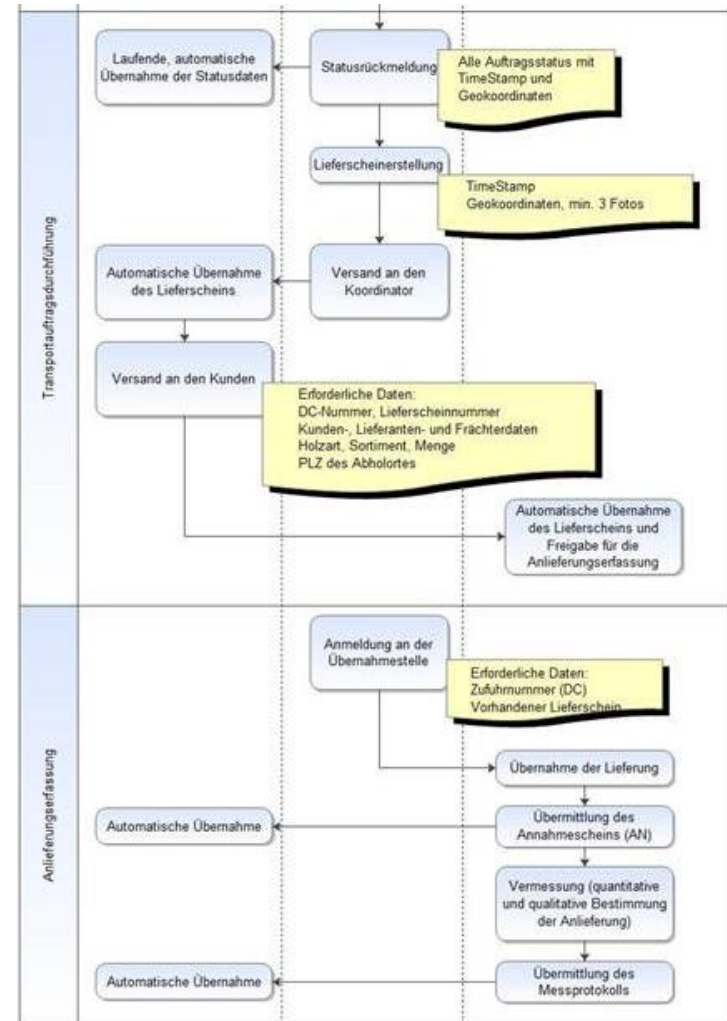 Transportauftragsdurchführung
Laufende, automatische
Übernahme der Statusdaten
Statusrückmeldung
Alle Auftragsstatus mit
TimeStamp und
Geokoordinaten
Lieferscheinerstellung
TimeStamp
Geokoordinaten, min. 3 Fotos
Automatische Übernahme
des Lieferscheins
Versand an den
Koordinator
Versand an den Kunden
Erforderliche Daten:
DC-Nummer, Lieferscheinnummer
Kunden-, Lieferanten- und Frächterdaten
Holzart, Sortiment, Menge
PLZ des Abholortes
Automatische Übernahme
des Lieferscheins und
Freigabe für die
Anlieferungserfassung
Anlieferungserfassung
Anmeldung an der
Übernahmestelle
Erforderliche Daten:
Zufuhrnummer (DC)
Vorhandener Lieferschein
Übernahme der Lieferung
Automatische Übernahme
Übermittlung des
Annahmescheins (AN)
Vermessung (quantitative
und qualitative Bestimmung
der Anlieferung)
Automatische Übernahme
Übermittlung des
Messprotokolls